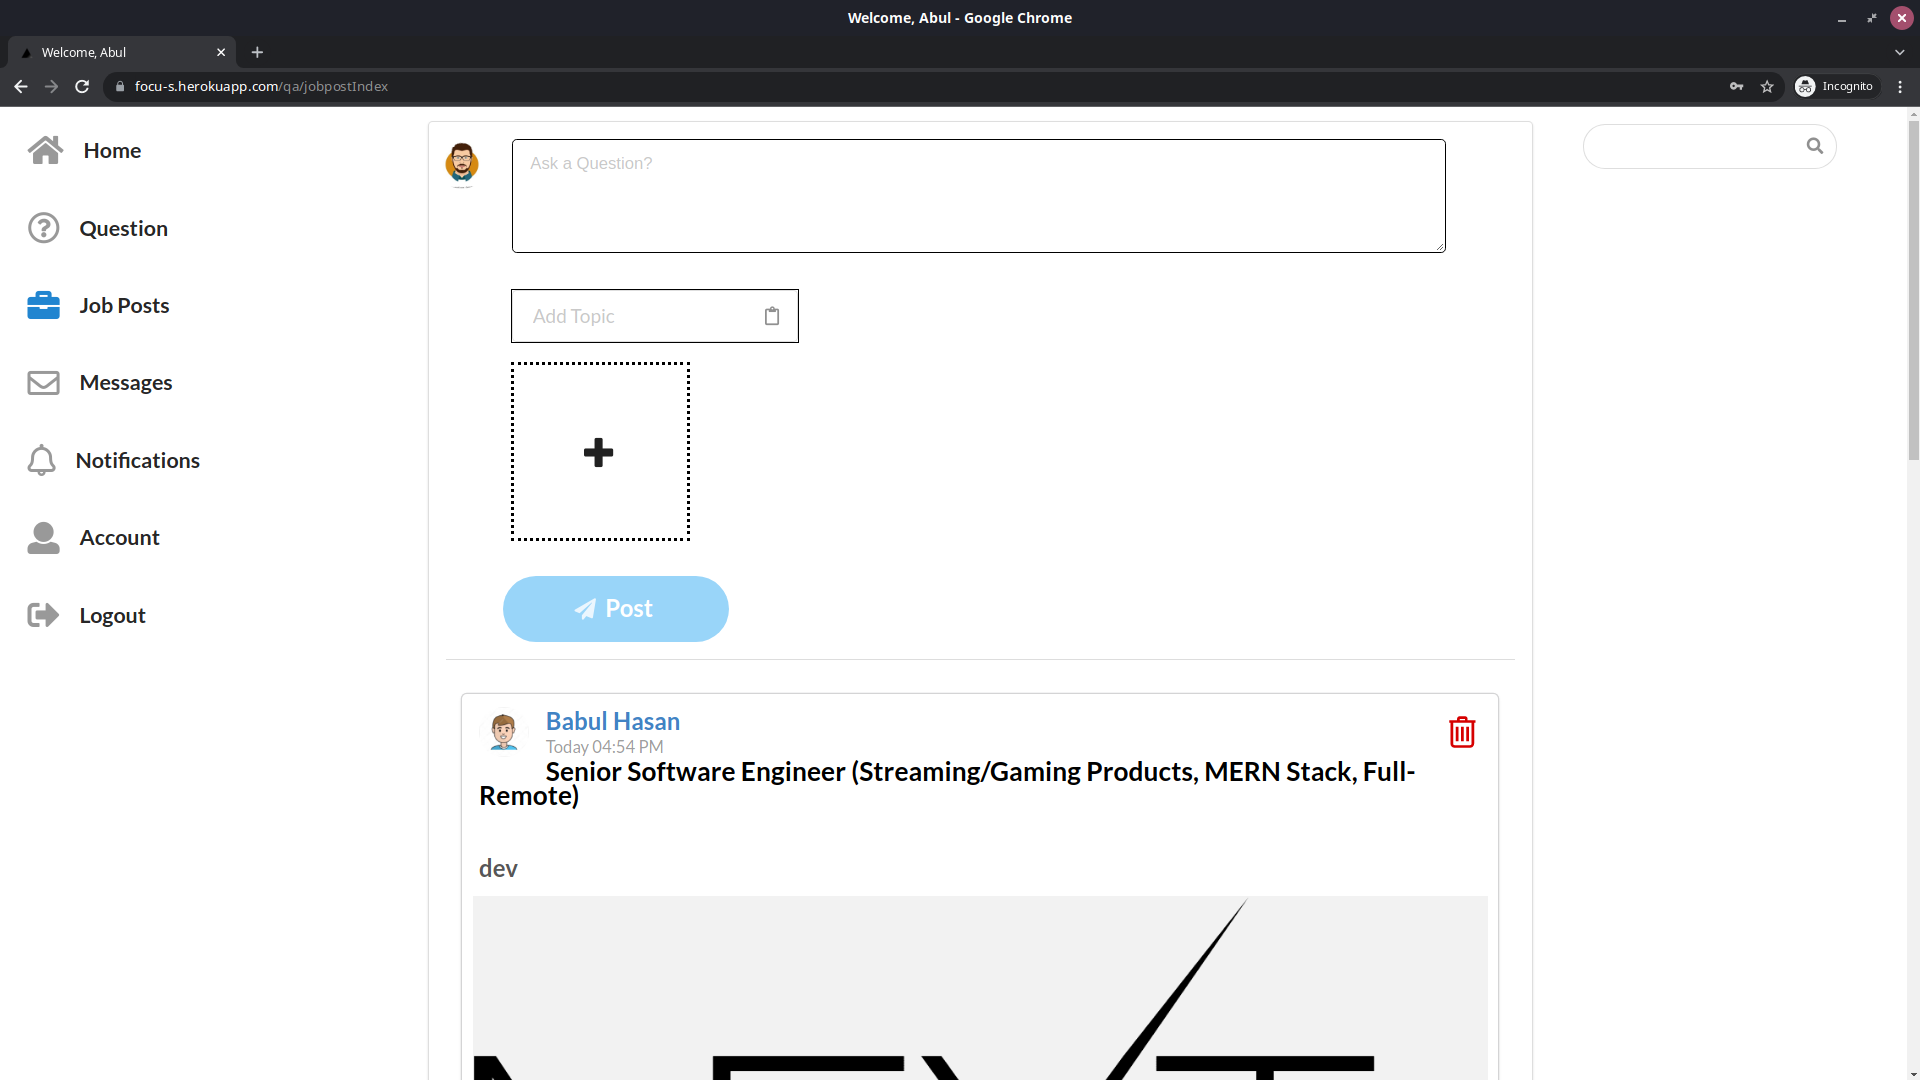 Welcome, Abul - Google Chrome
Welcome, Abul
focu-s.herokuapp.com/qa/jobpostIndex
Incognito
Home
Question
Job Posts
Messages
Notifications
Account
Logout
Ask a Question?
Add Topic
Post
Babul Hasan
Today 04:54 PM
Senior Software Engineer (Streaming/Gaming Products, MERN Stack, Full-
Remote)
dev